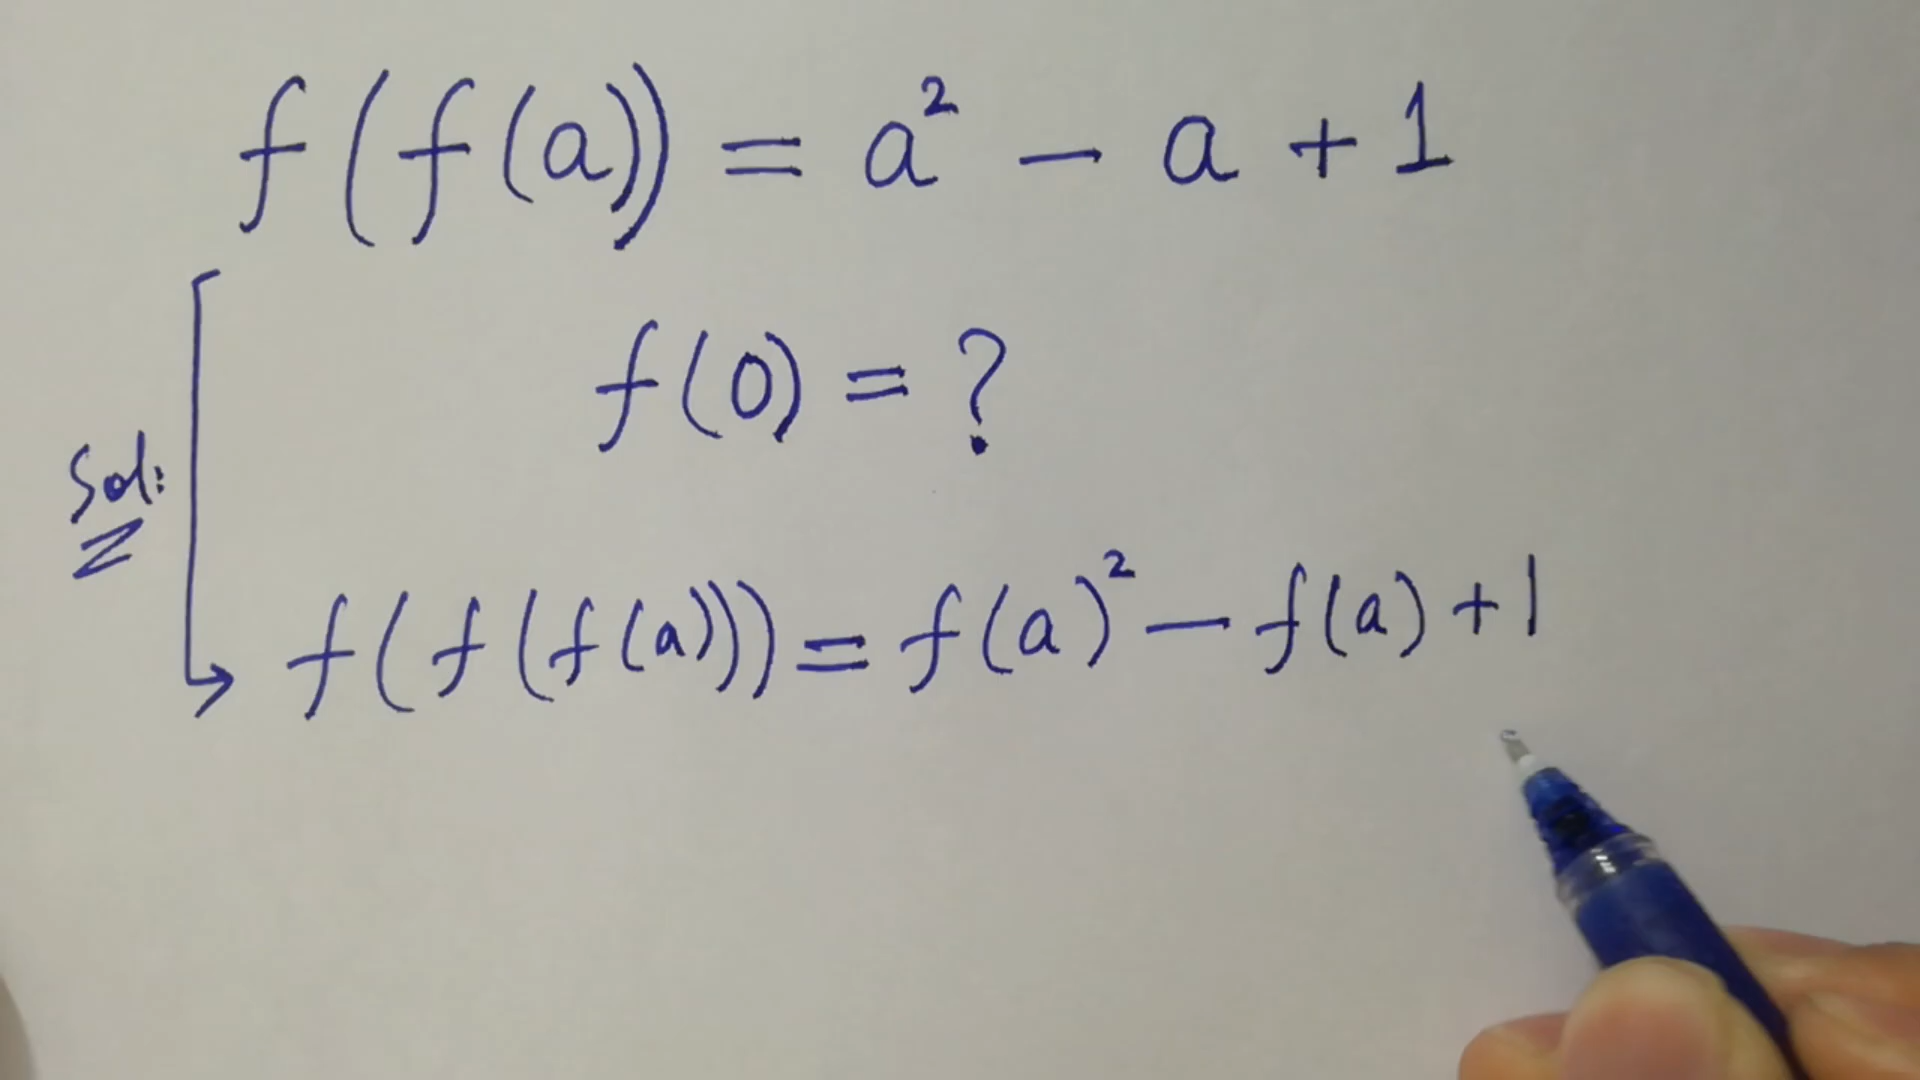 f(f(a)) = a² - a + 1
f(0) = ?
Sol:
f(f(f(a))) = f(a)² - f(a) + 1